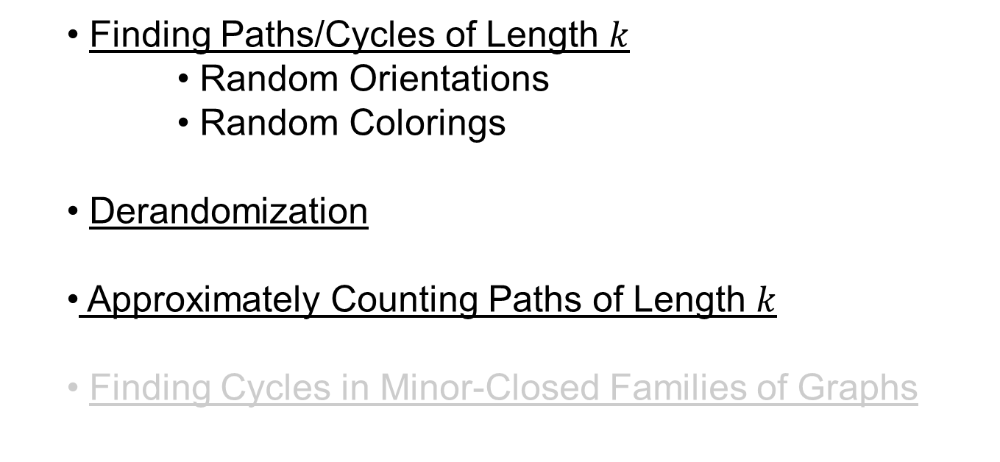 • Finding Paths/Cycles of Length k
• Random Orientations
• Random Colorings
• Derandomization
• Approximately Counting Paths of Length k
• Finding Cycles in Minor-Closed Families of Graphs